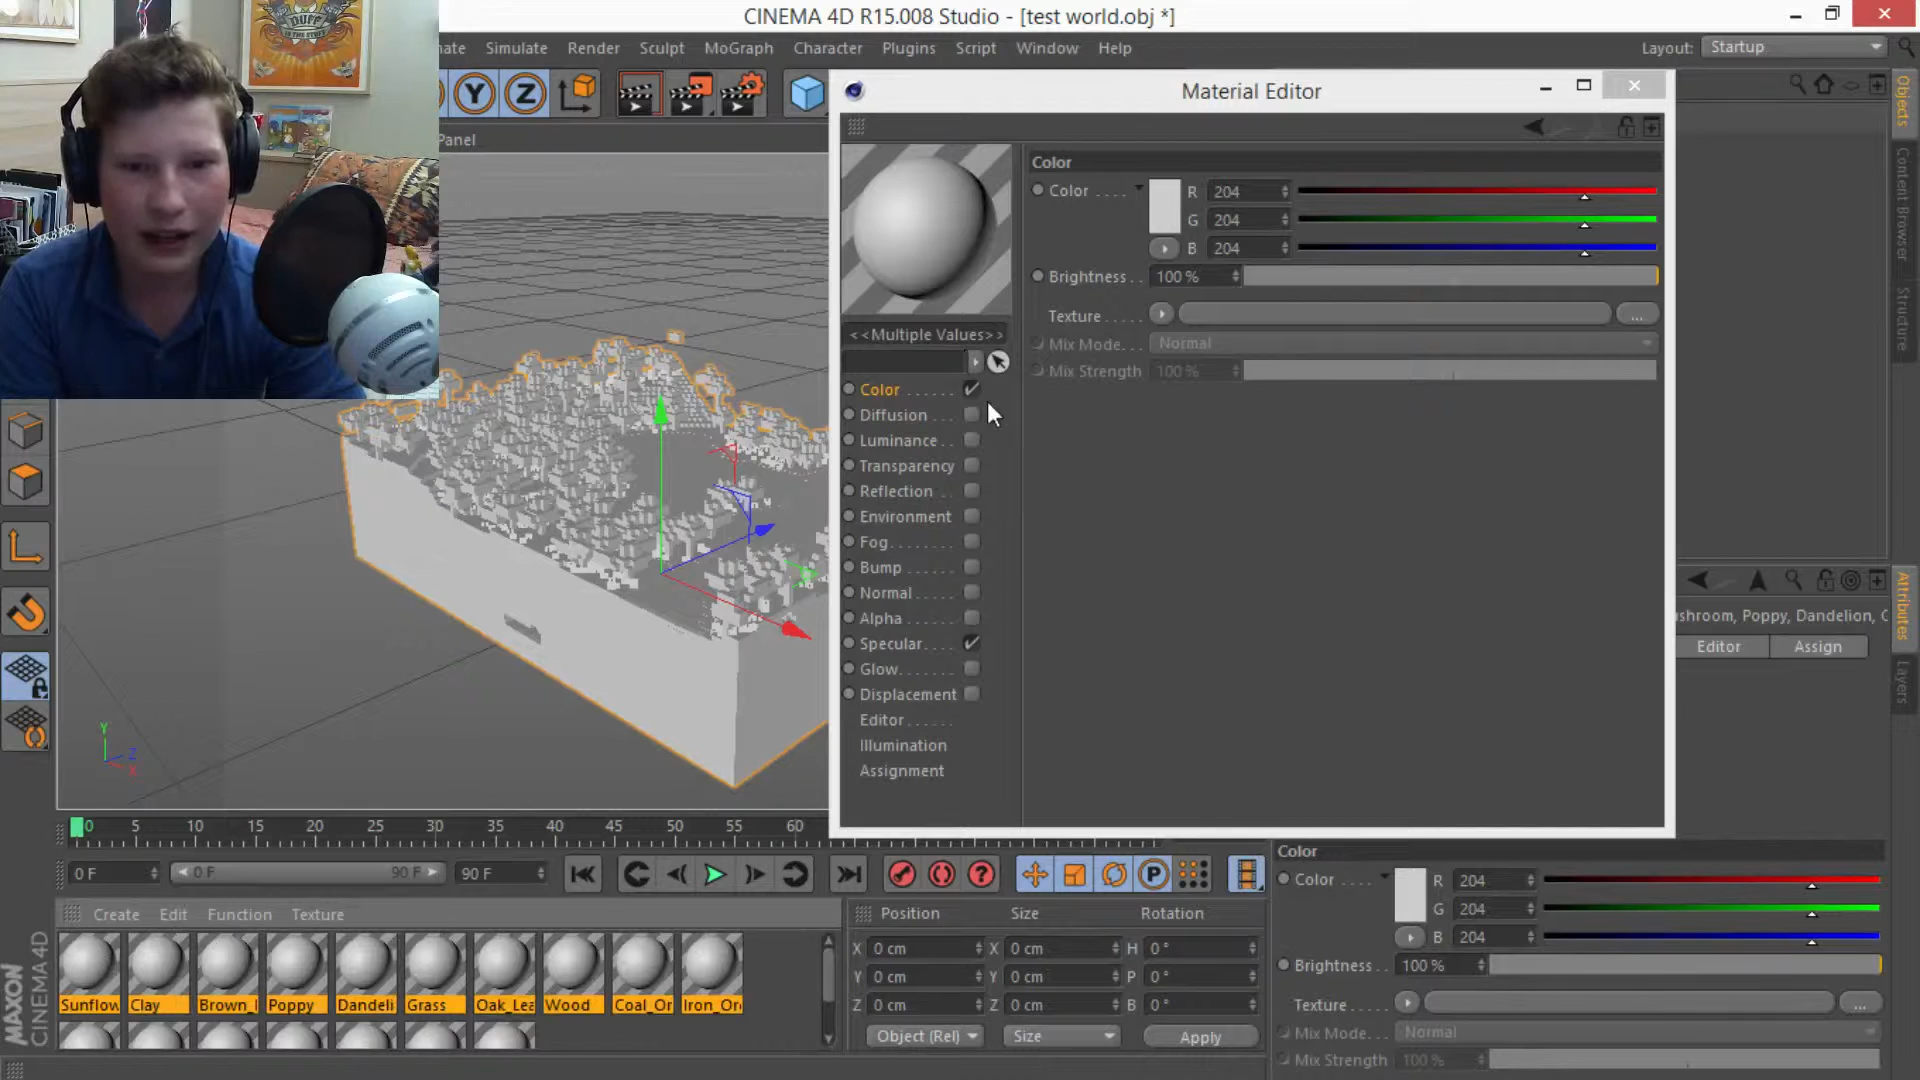 DUFF
CINEMA 4D R15.008 Studio - [test world.obj *]
nate Simulate Render Sculpt MoGraph Character Plugins Script Window Help
Layout: Startup
Y Z
Panel
Material Editor
Color
Color . . . . R 204
G 204
B 204
Brightness . . 100 %
Texture . . . . . ...
Mix Mode. . . Normal
Mix Strength 100 %
<<Multiple Values>>
Color . . . . . .
Diffusion . . .
Luminance . .
Transparency
Reflection . .
Environment
Fog. . . . . . .
Bump . . . . .
Normal . . . .
Alpha . . . . .
Specular. . . .
Glow. . . . . .
Displacement
Editor . . . . . .
Illumination
Assignment
Objects
Content Browser
Structure
Attributes
Layers
shroom, Poppy, Dandelion, G
Editor Assign
Y
Z
X
0 5 10 15 20 25 30 35 40 45 50 55 60
0 F 0 F 90 F 90 F
P
Create Edit Function Texture
Sunflow Clay Brown_ Poppy Dandeli Grass Oak_Lea Wood Coal_Or Iron_Or
MAXON
CINEMA 4D
Position Size Rotation
X 0 cm X 0 cm H 0 °
Y 0 cm Y 0 cm P 0 °
Z 0 cm Z 0 cm B 0 °
Object (Rel) Size Apply
Color
Color . . . . R 204
G 204
B 204
Brightness . . 100 %
Texture . . . . . ...
Mix Mode. . . Normal
Mix Strength 100 %